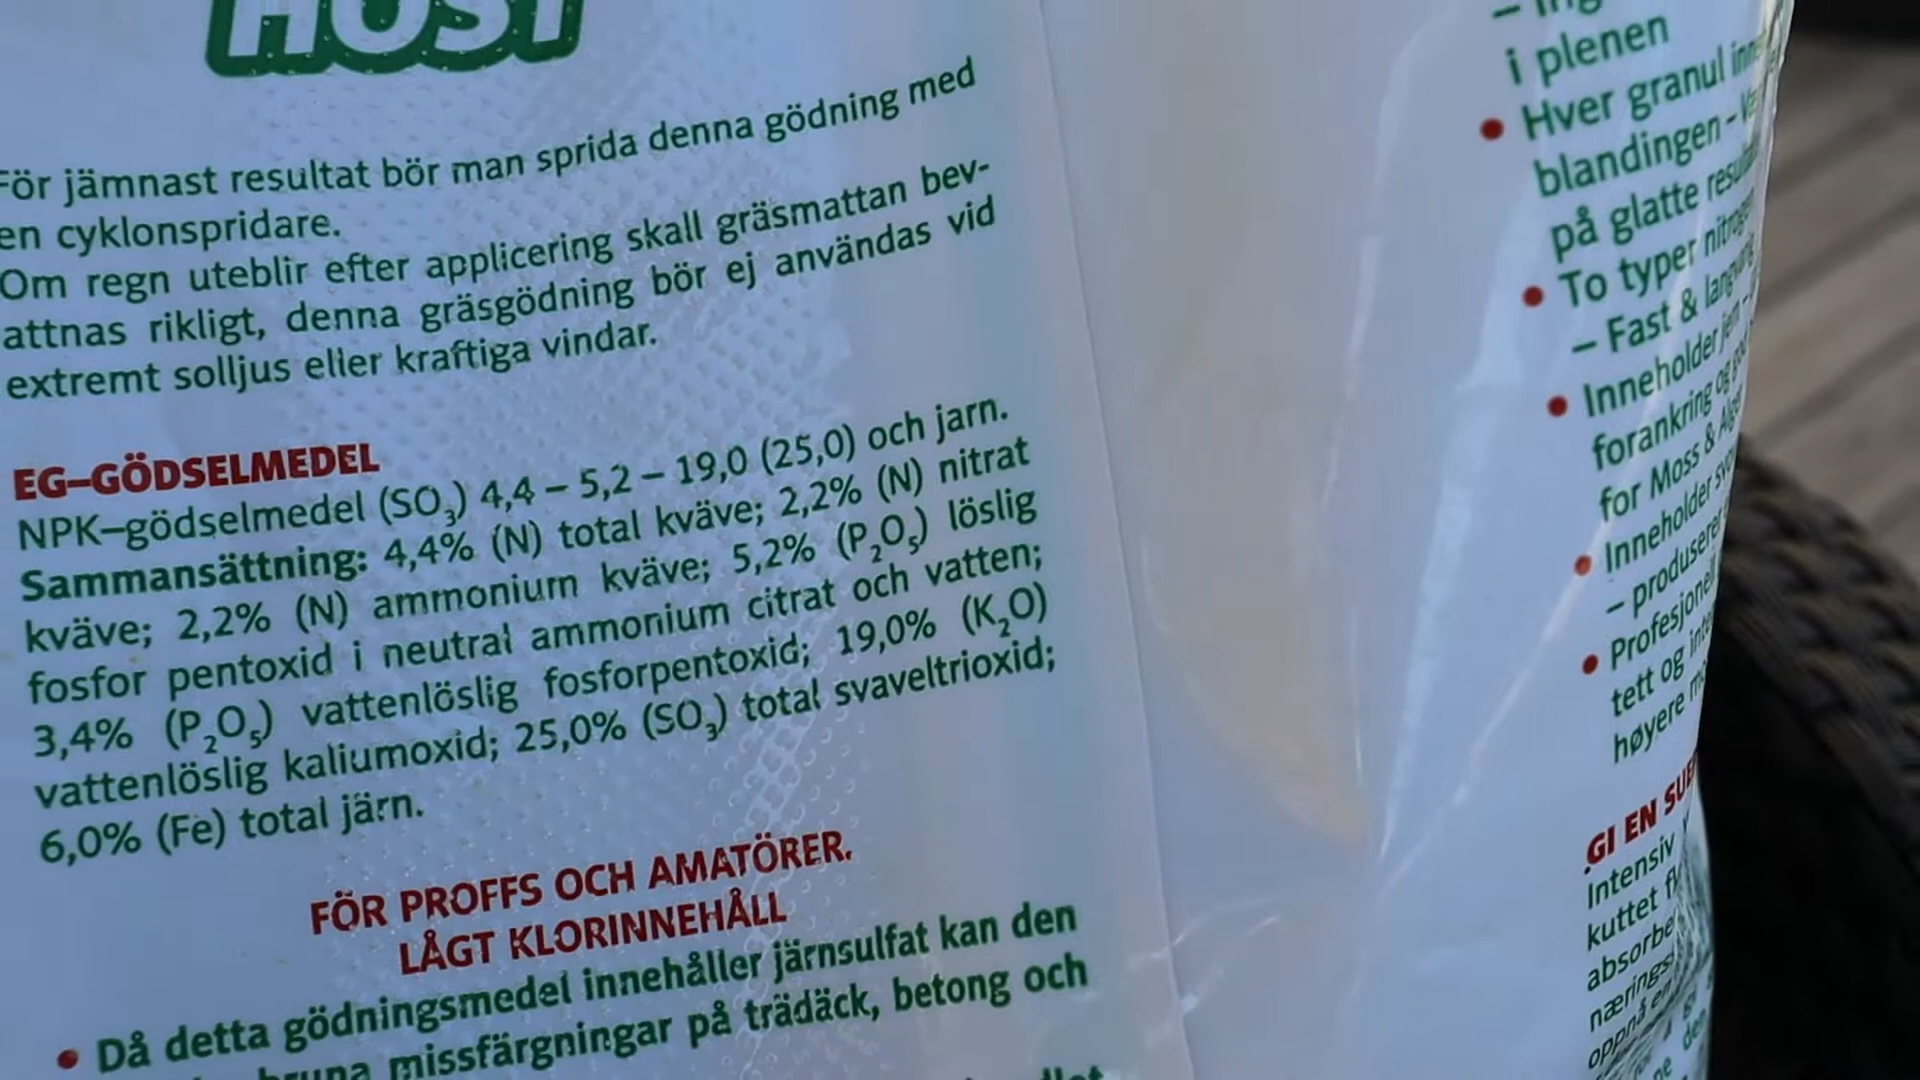 HÖST
För jämnast resultat bör man sprida denna gödning med
en cyklonspridare.
Om regn uteblir efter applicering skall gräsmattan bev-
attnas rikligt, denna gräsgödning bör ej användas vid
extremt solljus eller kraftiga vindar.
EG–GÖDSELMEDEL
NPK–gödselmedel (SO₃) 4,4 – 5,2 – 19,0 (25,0) och jarn.
Sammansättning: 4,4% (N) total kväve; 2,2% (N) nitrat
kväve; 2,2% (N) ammonium kväve; 5,2% (P₂O₅) löslig
fosfor pentoxid i neutral ammonium citrat och vatten;
3,4% (P₂O₅) vattenlöslig fosforpentoxid; 19,0% (K₂O)
vattenlöslig kaliumoxid; 25,0% (SO₃) total svaveltrioxid;
6,0% (Fe) total järn.
FÖR PROFFS OCH AMATÖRER.
LÅGT KLORINNEHÅLL
• Då detta gödningsmedel innehåller järnsulfat kan den
bruna missfärgningar på trädäck, betong och
i plenen
• Hver granul
blandingen –
på glatte
• To typer
– Fast &
• Inneholder jern –
forankring og
for Moss &
• Inneholder
– produserer
• Profesjonell
tett og
høyere
GI EN
Intensiv
kuttet